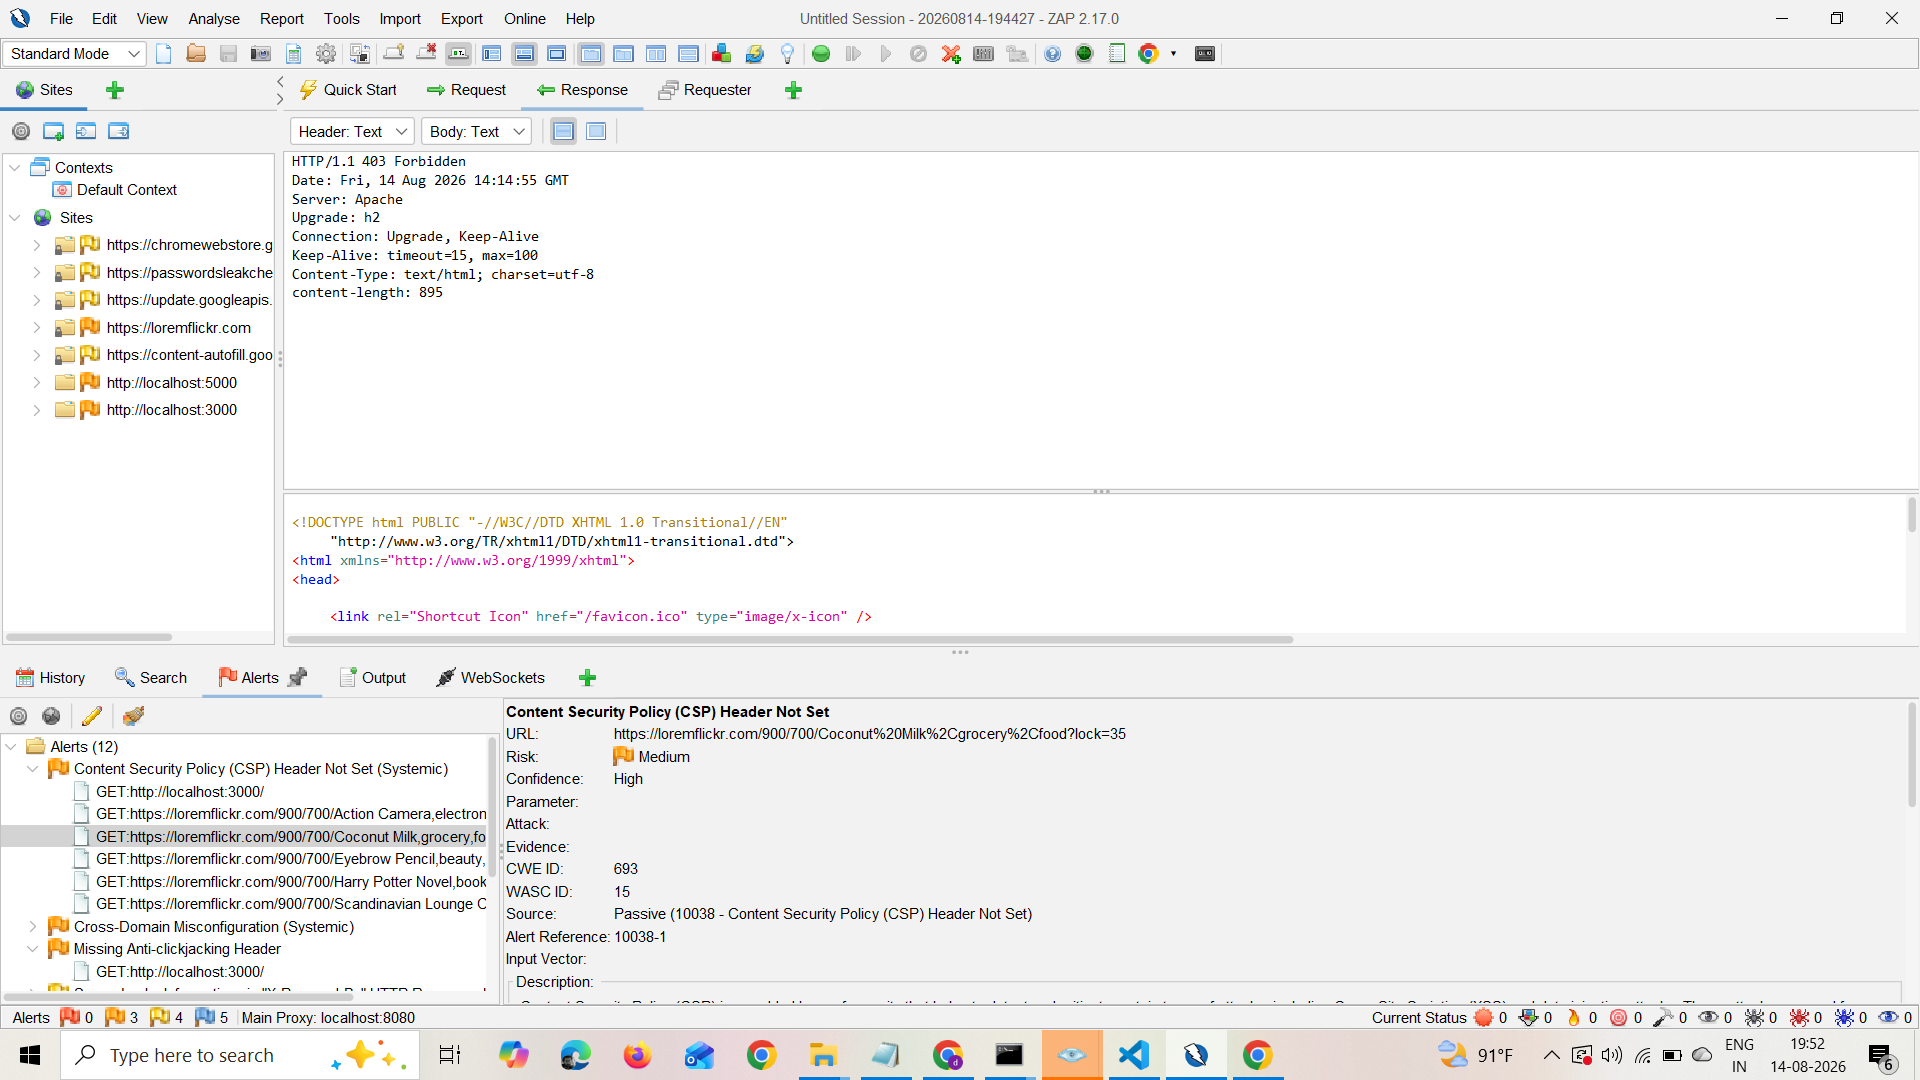 File Edit View Analyse Report Tools Import Export Online Help
Untitled Session - 20260814-194427 - ZAP 2.17.0
Standard Mode
Sites
Quick Start Request Response Requester
Header: Text Body: Text
Contexts
Default Context
Sites
https://chromewebstore.g
https://passwordsleakche
https://update.googleapis.
https://loremflickr.com
https://content-autofill.goo
http://localhost:5000
http://localhost:3000
HTTP/1.1 403 Forbidden
Date: Fri, 14 Aug 2026 14:14:55 GMT
Server: Apache
Upgrade: h2
Connection: Upgrade, Keep-Alive
Keep-Alive: timeout=15, max=100
Content-Type: text/html; charset=utf-8
content-length: 895
<!DOCTYPE html PUBLIC "-//W3C//DTD XHTML 1.0 Transitional//EN"
"http://www.w3.org/TR/xhtml1/DTD/xhtml1-transitional.dtd">
<html xmlns="http://www.w3.org/1999/xhtml">
<head>
<link rel="Shortcut Icon" href="/favicon.ico" type="image/x-icon" />
History Search Alerts Output WebSockets
Alerts (12)
Content Security Policy (CSP) Header Not Set (Systemic)
GET:http://localhost:3000/
GET:https://loremflickr.com/900/700/Action Camera,electron
GET:https://loremflickr.com/900/700/Coconut Milk,grocery,fo
GET:https://loremflickr.com/900/700/Eyebrow Pencil,beauty,
GET:https://loremflickr.com/900/700/Harry Potter Novel,book
GET:https://loremflickr.com/900/700/Scandinavian Lounge C
Cross-Domain Misconfiguration (Systemic)
Missing Anti-clickjacking Header
GET:http://localhost:3000/
Content Security Policy (CSP) Header Not Set
URL: https://loremflickr.com/900/700/Coconut%20Milk%2Cgrocery%2Cfood?lock=35
Risk: Medium
Confidence: High
Parameter:
Attack:
Evidence:
CWE ID: 693
WASC ID: 15
Source: Passive (10038 - Content Security Policy (CSP) Header Not Set)
Alert Reference: 10038-1
Input Vector:
Description:
Alerts 0 3 4 5 Main Proxy: localhost:8080
Current Status 0 0 0 0 0 0 0 0 0 0
Type here to search
91°F
ENG
IN
19:52
14-08-2026
6